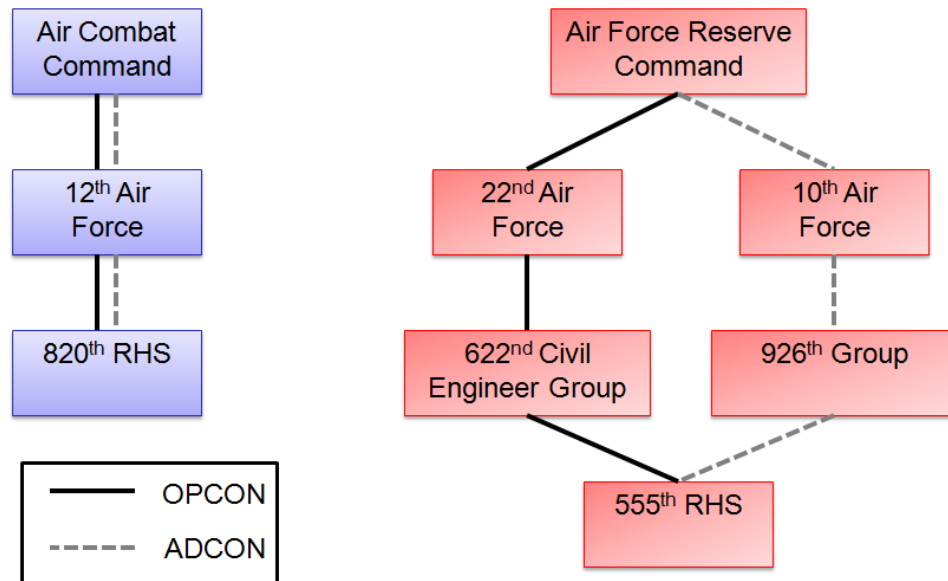 Air Combat
Command
12th Air
Force
820th RHS
Air Force Reserve
Command
22nd Air
Force
10th Air
Force
622nd Civil
Engineer Group
926th Group
555th RHS
OPCON
ADCON